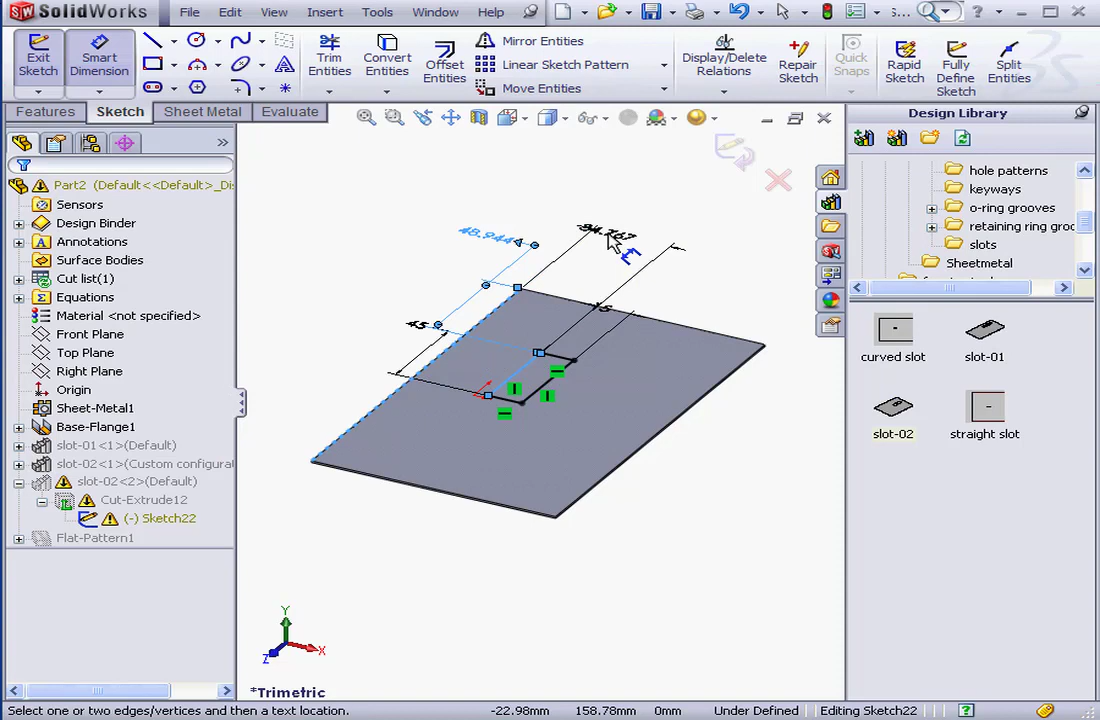 SolidWorks File Edit View Insert Tools Window Help S... ?
Exit Sketch
Smart Dimension
Trim Entities
Convert Entities
Offset Entities
Mirror Entities
Linear Sketch Pattern
Move Entities
Display/Delete Relations
Repair Sketch
Quick Snaps
Rapid Sketch
Fully Define Sketch
Split Entities
Features Sketch Sheet Metal Evaluate
Design Library
Part2 (Default<<Default>_Di
Sensors
Design Binder
Annotations
Surface Bodies
Cut list(1)
Equations
Material <not specified>
Front Plane
Top Plane
Right Plane
Origin
Sheet-Metal1
Base-Flange1
slot-01<1>(Default)
slot-02<1>(Custom configura
slot-02<2>(Default)
Cut-Extrude12
(-) Sketch22
Flat-Pattern1
48.944
45
15
Y
X
Z
*Trimetric
hole patterns
keyways
o-ring grooves
retaining ring groo
slots
Sheetmetal
curved slot
slot-01
slot-02
straight slot
Select one or two edges/vertices and then a text location. -22.98mm 158.78mm 0mm Under Defined Editing Sketch22